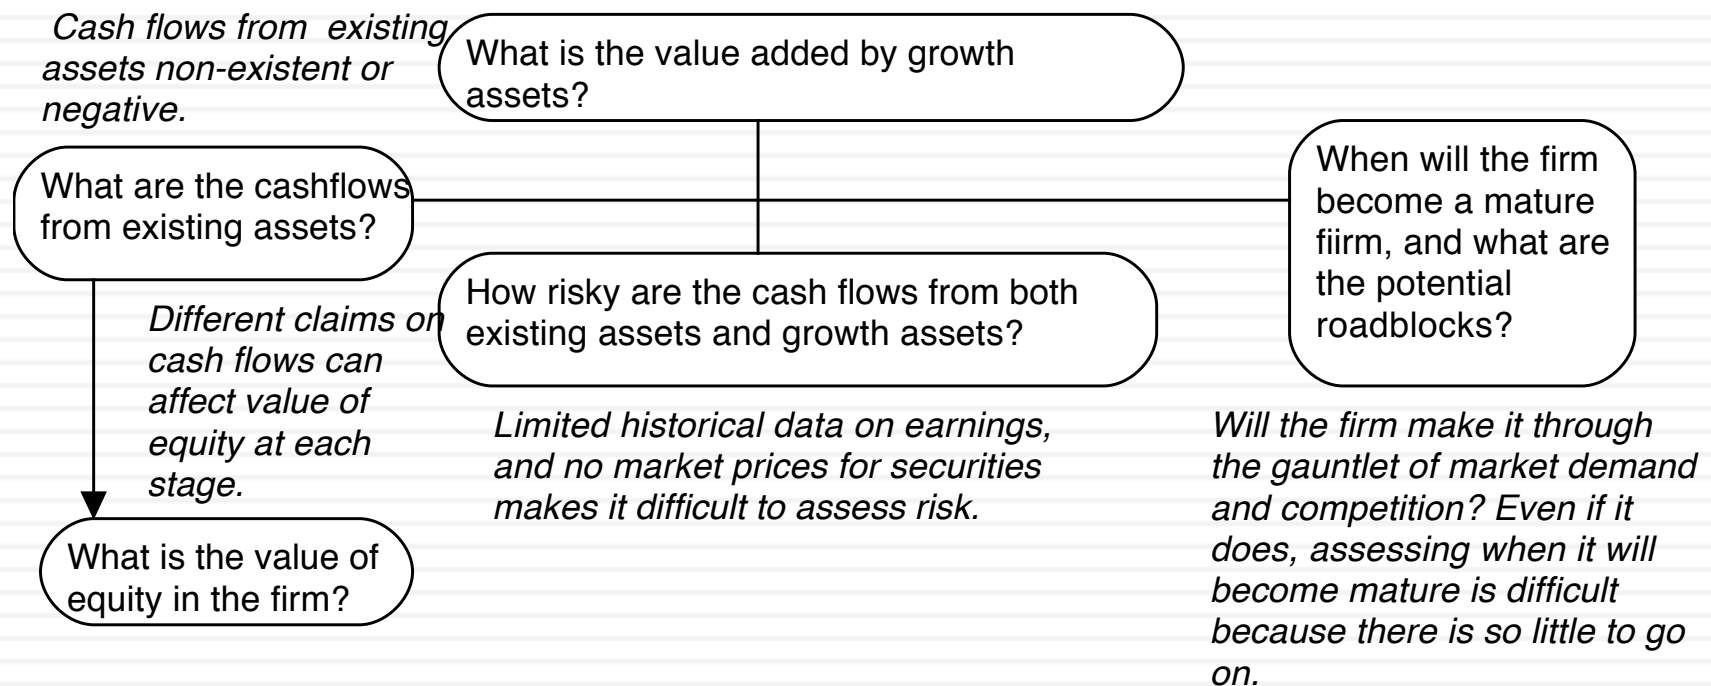 Cash flows from  existing
assets non-existent or
negative.
What is the value added by growth
assets?
What are the cashflows
from existing assets?
When will the firm
become a mature
fiirm, and what are
the potential
roadblocks?
How risky are the cash flows from both
existing assets and growth assets?
Different claims on
cash flows can
affect value of
equity at each
stage.
Limited historical data on earnings,
and no market prices for securities
makes it difficult to assess risk.
Will the firm make it through
the gauntlet of market demand
and competition? Even if it
does, assessing when it will
become mature is difficult
because there is so little to go
on.
What is the value of
equity in the firm?